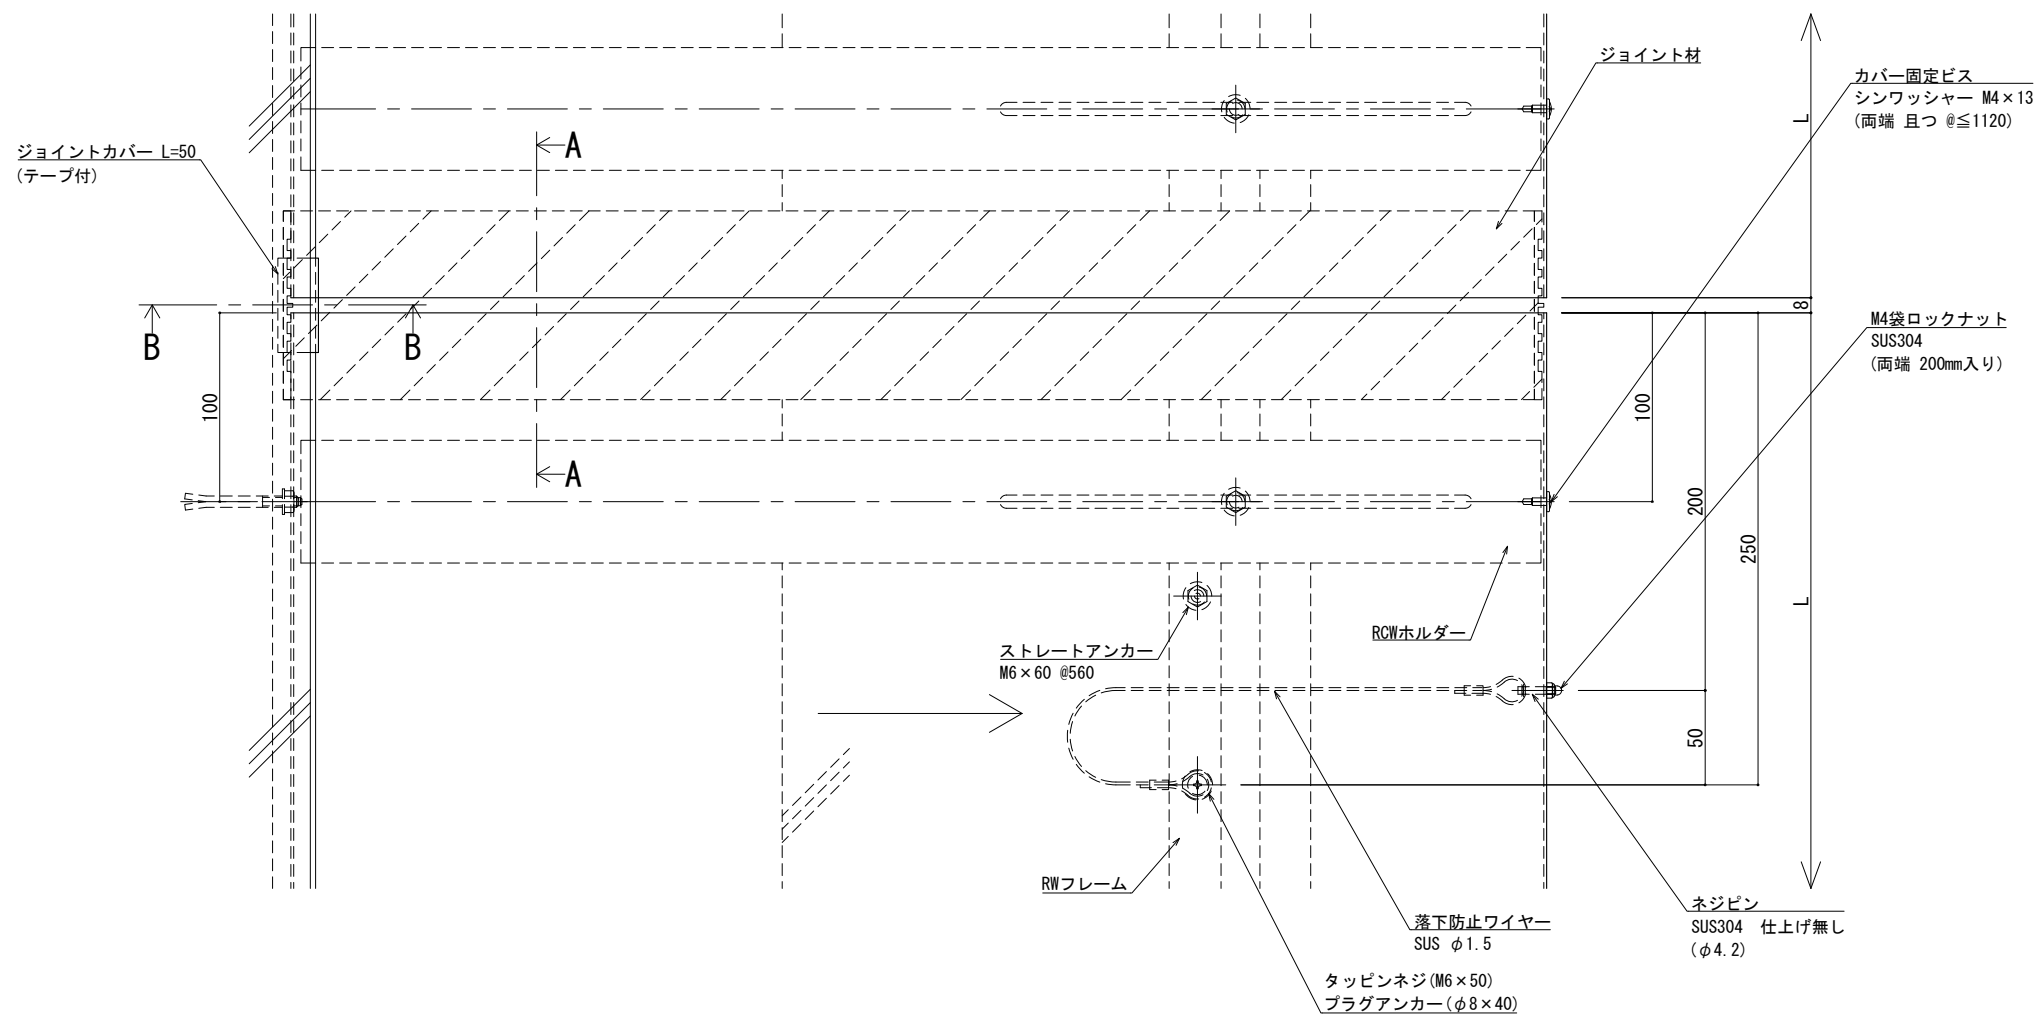 ジョイント材
カバー固定ビス
シンワッシャー M4×13
(両端 且つ @≦1120)
L
A
ジョイントカバー L=50
(テープ付)
8
B
B
M4袋ロックナット
SUS304
(両端 200mm入り)
100
100
A
200
250
L
RCWホルダー
ストレートアンカー
M6×60 @560
50
RWフレーム
ネジピン
SUS304 仕上げ無し
(φ4.2)
落下防止ワイヤー
SUS φ1.5
タッピンネジ(M6×50)
プラグアンカー(φ8×40)